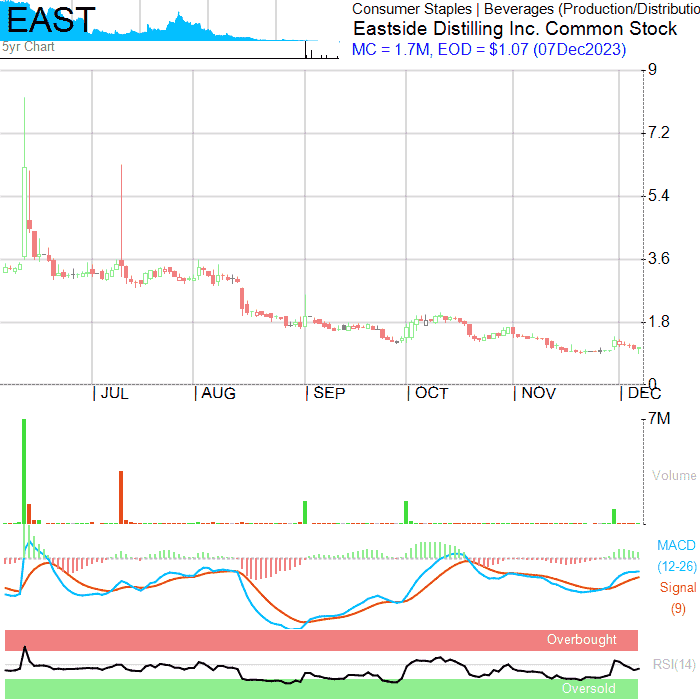 EAST
5yr Chart
Consumer Staples | Beverages (Production/Distributio
Eastside Distilling Inc. Common Stock
MC = 1.7M, EOD = $1.07 (07Dec2023)
9
7.2
5.4
3.6
1.8
0
JUL AUG SEP OCT NOV DEC
7M
Volume
MACD
(12-26)
Signal
(9)
Overbought
RSI(14)
Oversold